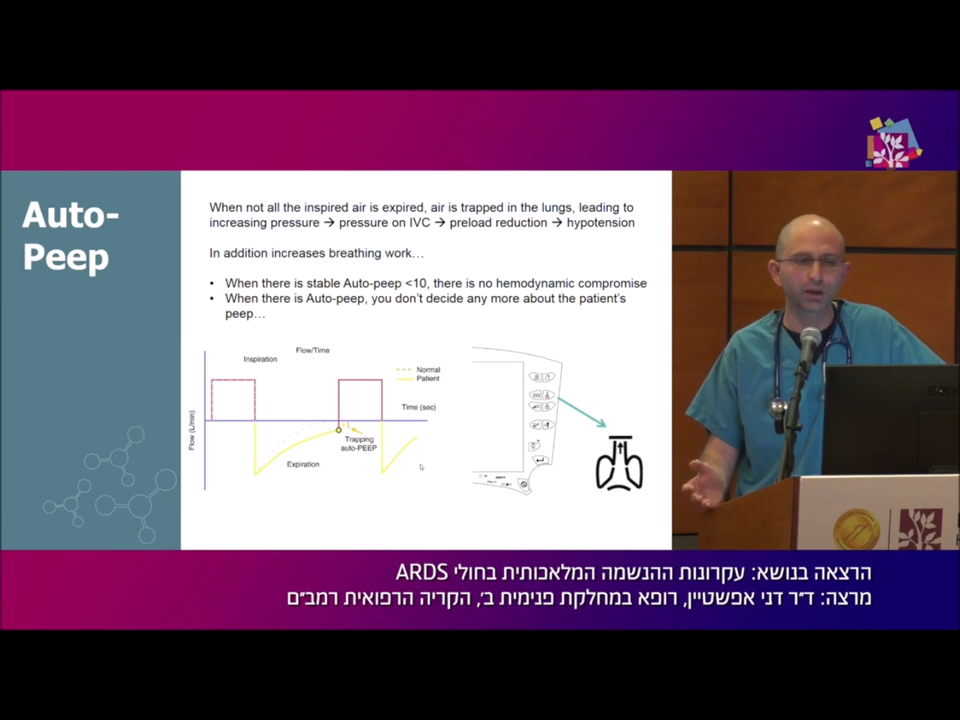 Auto-
Peep
When not all the inspired air is expired, air is trapped in the lungs, leading to
increasing pressure → pressure on IVC → preload reduction → hypotension
In addition increases breathing work…
• When there is stable Auto-peep <10, there is no hemodynamic compromise
• When there is Auto-peep, you don't decide any more about the patient's
peep…
Flow/Time
Inspiration
Normal
Patient
Time (sec)
Flow (L/min)
Trapping
auto-PEEP
Expiration
הרצאה בנושא: עקרונות ההנשמה המלאכותית בחולי ARDS
מרצה: ד״ר דני אפשטיין, רופא במחלקת פנימית ב׳, הקריה הרפואית רמב״ם